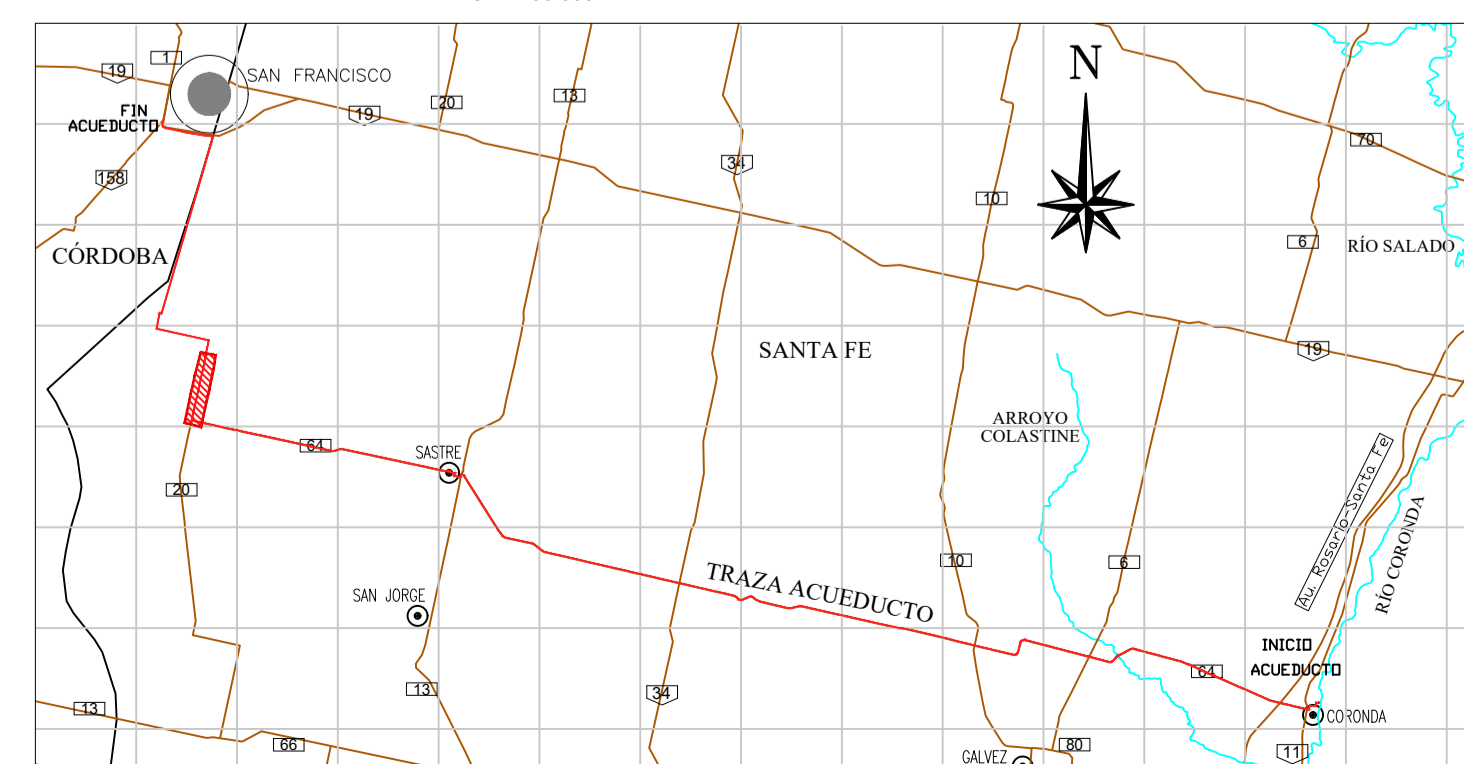 1
19
SAN FRANCISCO
FIN
ACUEDUCTO
19
20
13
34
N
70
158
10
6
RÍO SALADO
CÓRDOBA
SANTA FE
19
ARROYO
COLASTINE
64
SASTRE
20
Au. Rosario-Santa Fe
RÍO CORONDA
10
6
TRAZA ACUEDUCTO
SAN JORGE
INICIO
ACUEDUCTO
64
13
34
13
CORONDA
66
80
GALVEZ
11